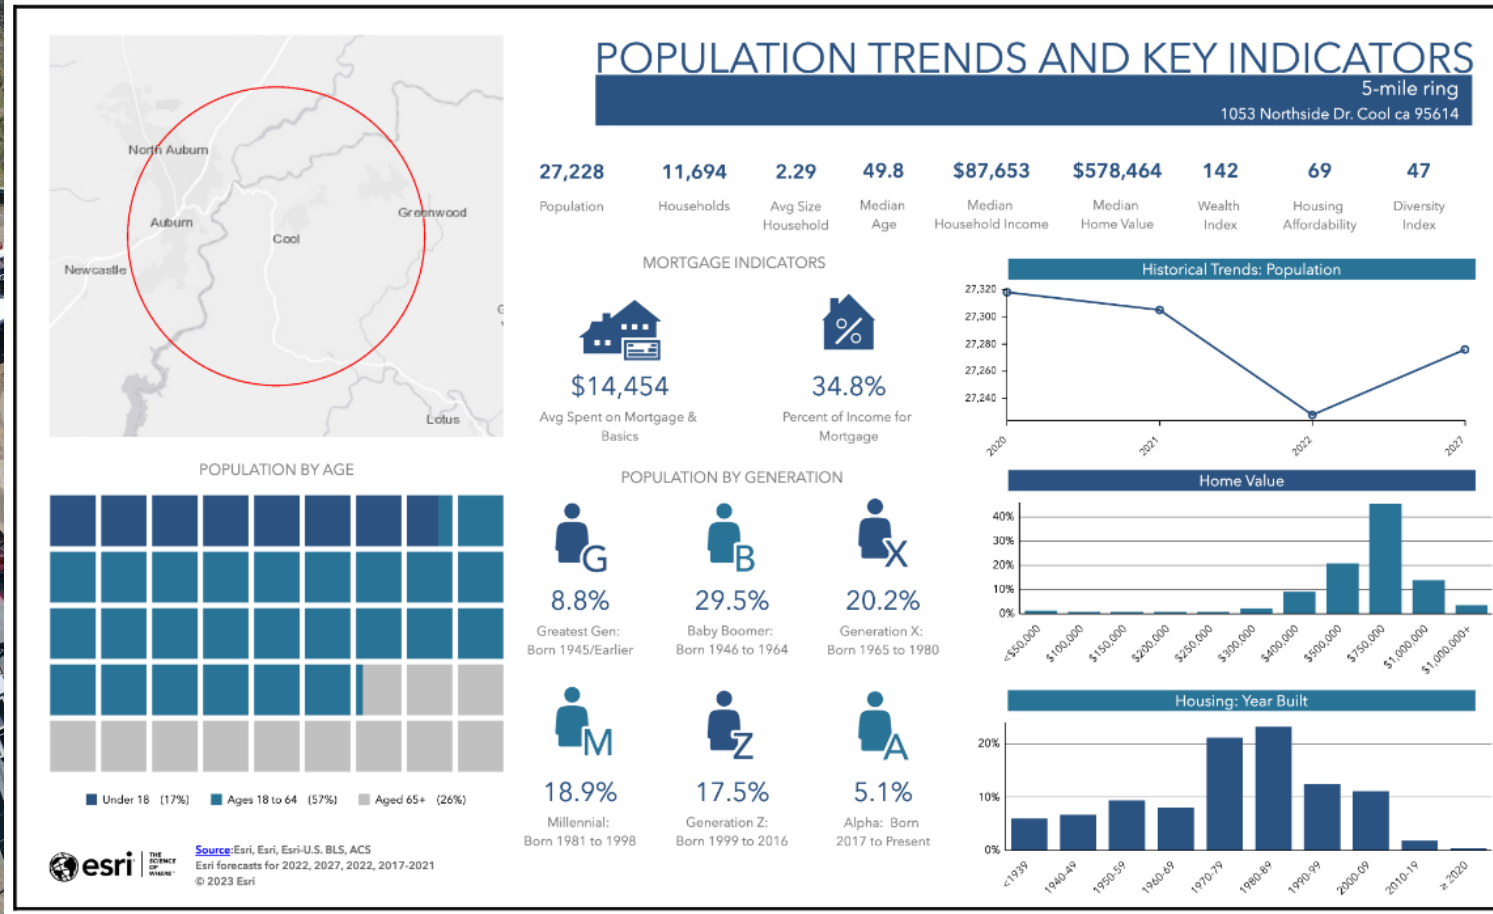 POPULATION TRENDS AND KEY INDICATORS
5-mile ring
1053 Northside Dr. Cool ca 95614
North Auburn
Auburn
Greenwood
Cool
Newcastle
Lotus
27,228
Population
11,694
Households
2.29
Avg Size
Household
49.8
Median
Age
$87,653
Median
Household Income
$578,464
Median
Home Value
142
Wealth
Index
69
Housing
Affordability
47
Diversity
Index
MORTGAGE INDICATORS
$14,454
Avg Spent on Mortgage &
Basics
34.8%
Percent of Income for
Mortgage
Historical Trends: Population
27,320
27,300
27,280
27,260
27,240
2020
2021
2022
2027
POPULATION BY AGE
Under 18 (17%)
Ages 18 to 64 (57%)
Aged 65+ (26%)
POPULATION BY GENERATION
G
8.8%
Greatest Gen:
Born 1945/Earlier
B
29.5%
Baby Boomer:
Born 1946 to 1964
X
20.2%
Generation X:
Born 1965 to 1980
M
18.9%
Millennial:
Born 1981 to 1998
Z
17.5%
Generation Z:
Born 1999 to 2016
A
5.1%
Alpha: Born
2017 to Present
Home Value
40%
30%
20%
10%
0%
<$50,000
$100,000
$150,000
$200,000
$250,000
$300,000
$400,000
$500,000
$750,000
$1,000,000
$1,000,000+
Housing: Year Built
20%
10%
0%
<1939
1940-49
1950-59
1960-69
1970-79
1980-89
1990-99
2000-09
2010-19
≥ 2020
esri
THE
SCIENCE
OF
WHERE™
Source:Esri, Esri, Esri-U.S. BLS, ACS
Esri forecasts for 2022, 2027, 2022, 2017-2021
© 2023 Esri